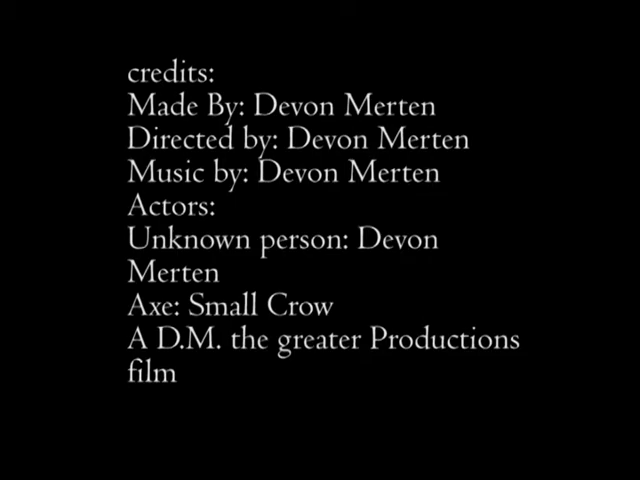 credits:
Made By: Devon Merten
Directed by: Devon Merten
Music by: Devon Merten
Actors:
Unknown person: Devon
Merten
Axe: Small Crow
A D.M. the greater Productions
film